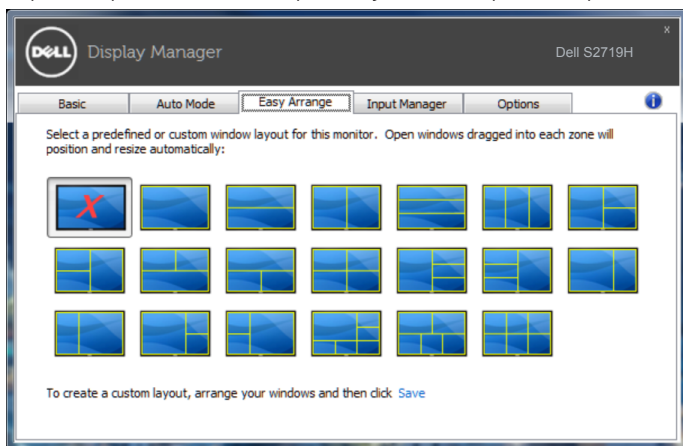 DELL Display Manager
x
Dell S2719H
Basic Auto Mode Easy Arrange Input Manager Options
Select a predefined or custom window layout for this monitor. Open windows dragged into each zone will
position and resize automatically:
X
To create a custom layout, arrange your windows and then click Save